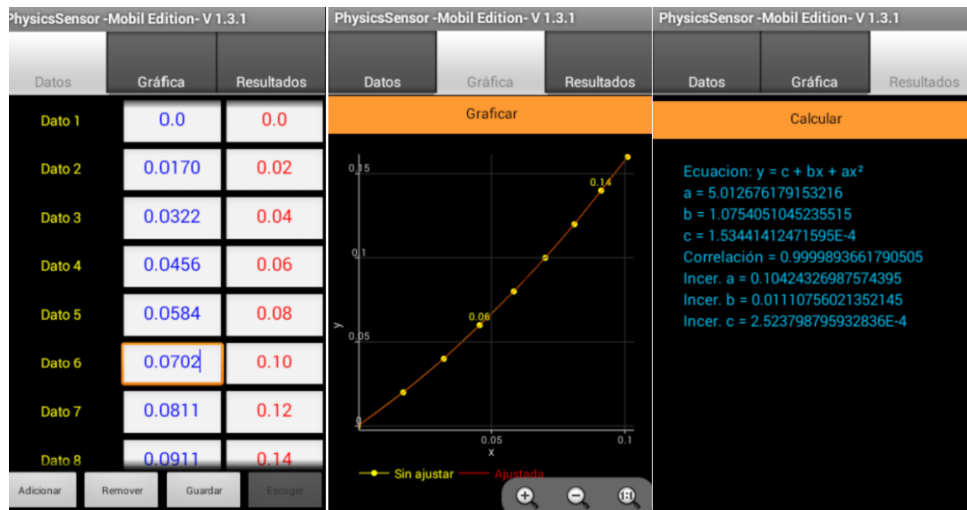 PhysicsSensor -Mobil Edition- V 1.3.1
Datos Gráfica Resultados
Dato 1 0.0 0.0
Dato 2 0.0170 0.02
Dato 3 0.0322 0.04
Dato 4 0.0456 0.06
Dato 5 0.0584 0.08
Dato 6 0.0702 0.10
Dato 7 0.0811 0.12
Dato 8 0.0911 0.14
Adicionar Remover Guardar Escoger
PhysicsSensor -Mobil Edition- V 1.3.1
Datos Gráfica Resultados
Graficar
0,15
0.14
0,1
0.06
0,05
y
0
0.05 0.1
x
Sin ajustar Ajustada
1:1
PhysicsSensor -Mobil Edition- V 1.3.1
Datos Gráfica Resultados
Calcular
Ecuacion: y = c + bx + ax²
a = 5.012676179153216
b = 1.0754051045235515
c = 1.53441412471595E-4
Correlación = 0.9999893661790505
Incer. a = 0.10424326987574395
Incer. b = 0.01110756021352145
Incer. c = 2.523798795932836E-4